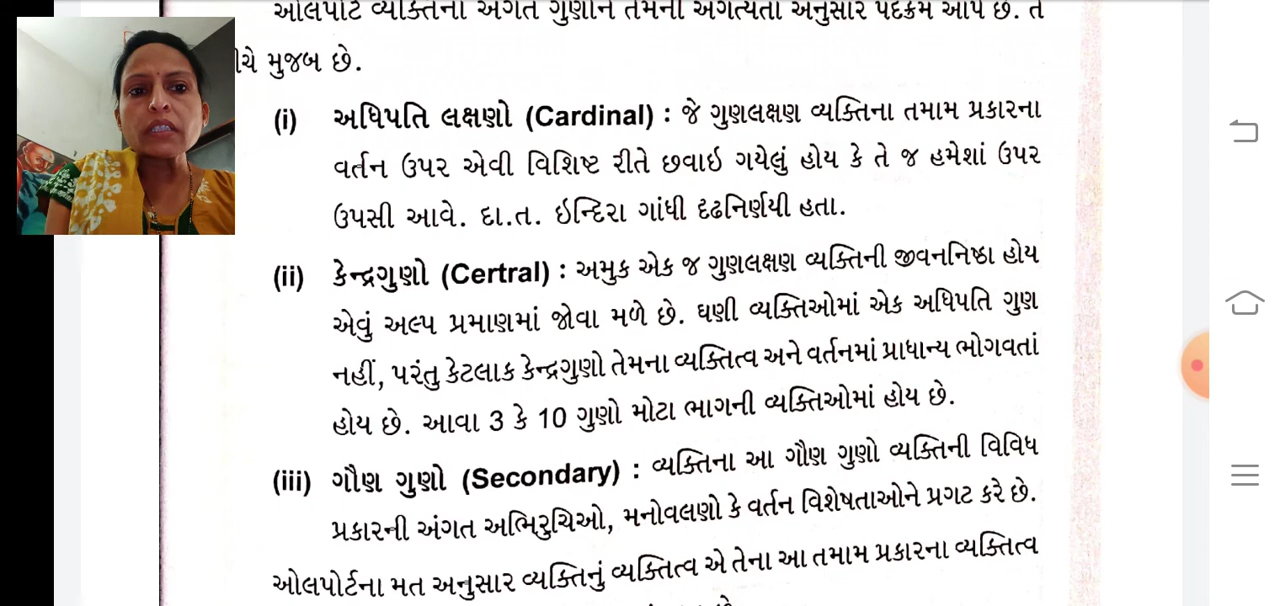 ઓલપોર્ટ વ્યક્તિના અંગત ગુણોને તેમની અગત્યતા અનુસાર પદક્રમ આપે છે. તે
ચે મુજબ છે.
(i) અધિપતિ લક્ષણો (Cardinal) : જે ગુણલક્ષણ વ્યક્તિના તમામ પ્રકારના
વર્તન ઉપર એવી વિશિષ્ટ રીતે છવાઇ ગયેલું હોય કે તે જ હમેશાં ઉપર
ઉપસી આવે. દા.ત. ઇન્દિરા ગાંધી દૃઢનિર્ણયી હતા.
(ii) કેન્દ્રગુણો (Certral) : અમુક એક જ ગુણલક્ષણ વ્યક્તિની જીવનનિષ્ઠા હોય
એવું અલ્પ પ્રમાણમાં જોવા મળે છે. ઘણી વ્યક્તિઓમાં એક અધિપતિ ગુણ
નહીં, પરંતુ કેટલાક કેન્દ્રગુણો તેમના વ્યક્તિત્વ અને વર્તનમાં પ્રાધાન્ય ભોગવતાં
હોય છે. આવા 3 કે 10 ગુણો મોટા ભાગની વ્યક્તિઓમાં હોય છે.
(iii) ગૌણ ગુણો (Secondary) : વ્યક્તિના આ ગૌણ ગુણો વ્યક્તિની વિવિધ
પ્રકારની અંગત અભિરુચિઓ, મનોવલણો કે વર્તન વિશેષતાઓને પ્રગટ કરે છે.
ઓલપોર્ટના મત અનુસાર વ્યક્તિનું વ્યક્તિત્વ એ તેના આ તમામ પ્રકારના વ્યક્તિત્વ